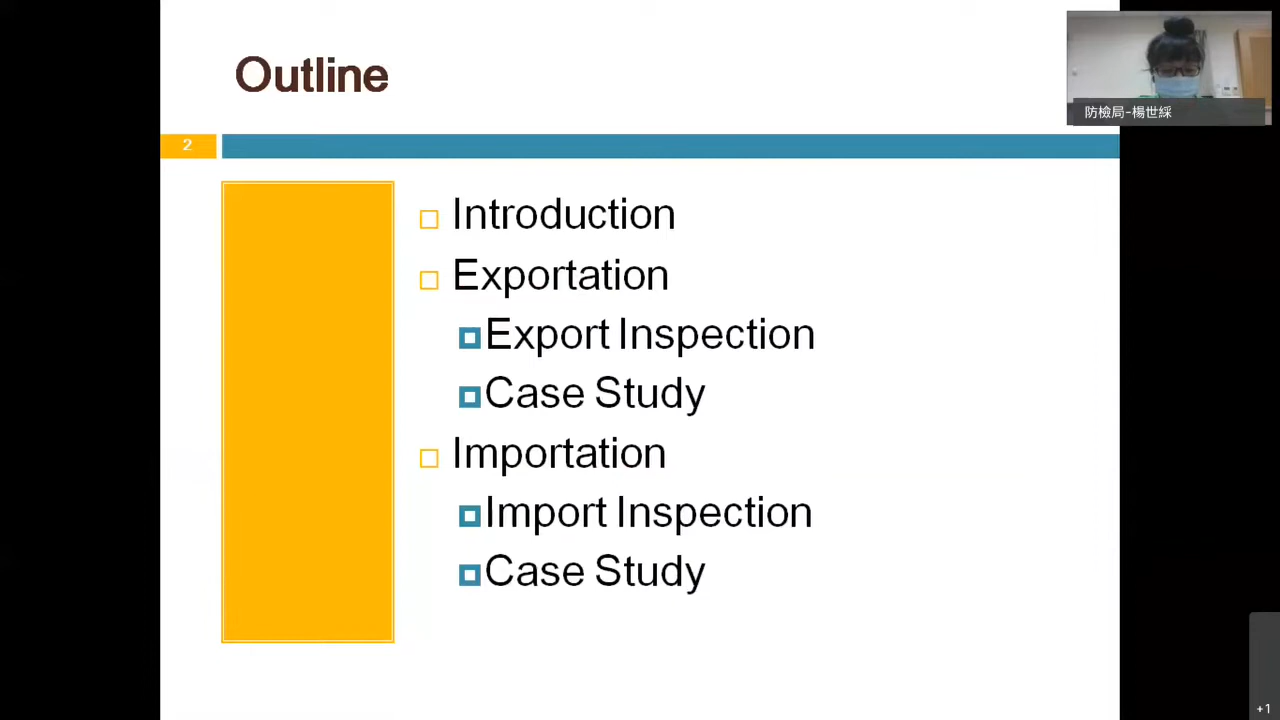 Outline
防檢局-楊世綵
2
Introduction
Exportation
Export Inspection
Case Study
Importation
Import Inspection
Case Study
+1